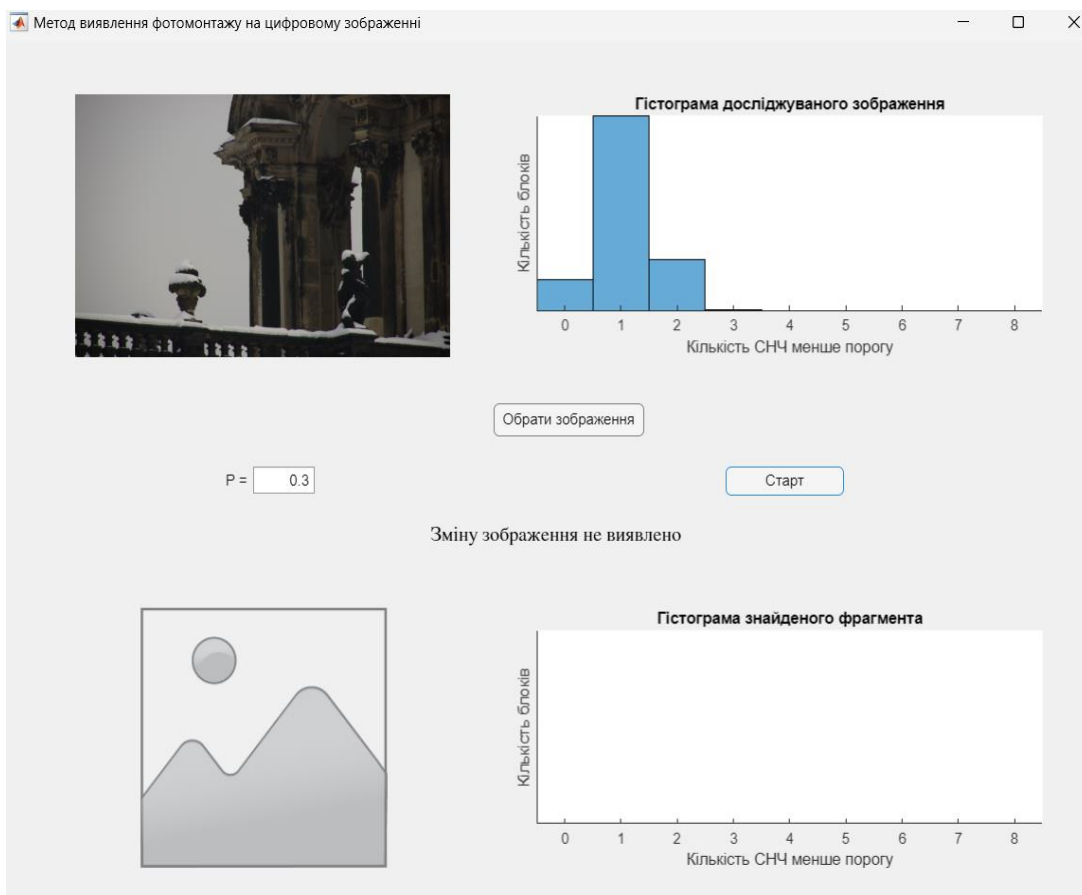 Метод виявлення фотомонтажу на цифровому зображенні
Гістограма досліджуваного зображення
Кількість блоків
0 1 2 3 4 5 6 7 8
Кількість СНЧ менше порогу
Обрати зображення
P = 0.3
Старт
Зміну зображення не виявлено
Гістограма знайденого фрагмента
Кількість блоків
0 1 2 3 4 5 6 7 8
Кількість СНЧ менше порогу